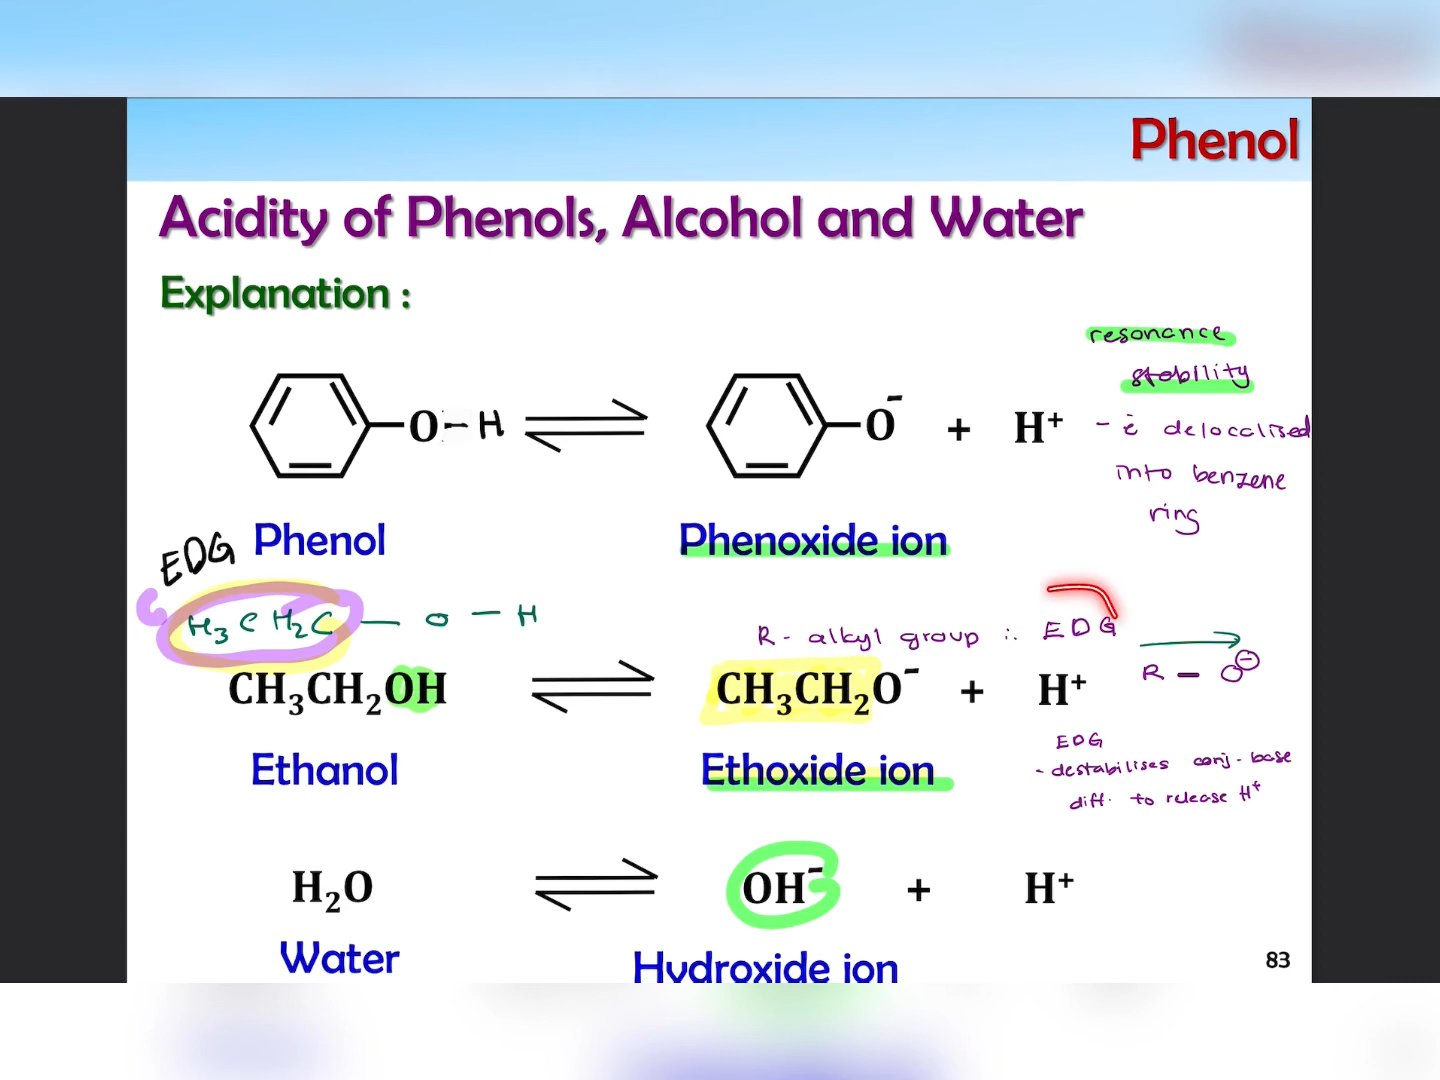 Phenol
Acidity of Phenols, Alcohol and Water
Explanation :
resonance
stability
O - H
O⁻ + H⁺
- e delocalised
into benzene
ring
Phenol
Phenoxide ion
EDG
H₃CH₂C — O — H
R - alkyl group ∴ EDG
R - O⊖
CH₃CH₂OH
CH₃CH₂O⁻ + H⁺
Ethanol
Ethoxide ion
EDG
- destabilises conj. base
diff. to release H⁺
H₂O
OH⁻ + H⁺
Water
Hydroxide ion
83